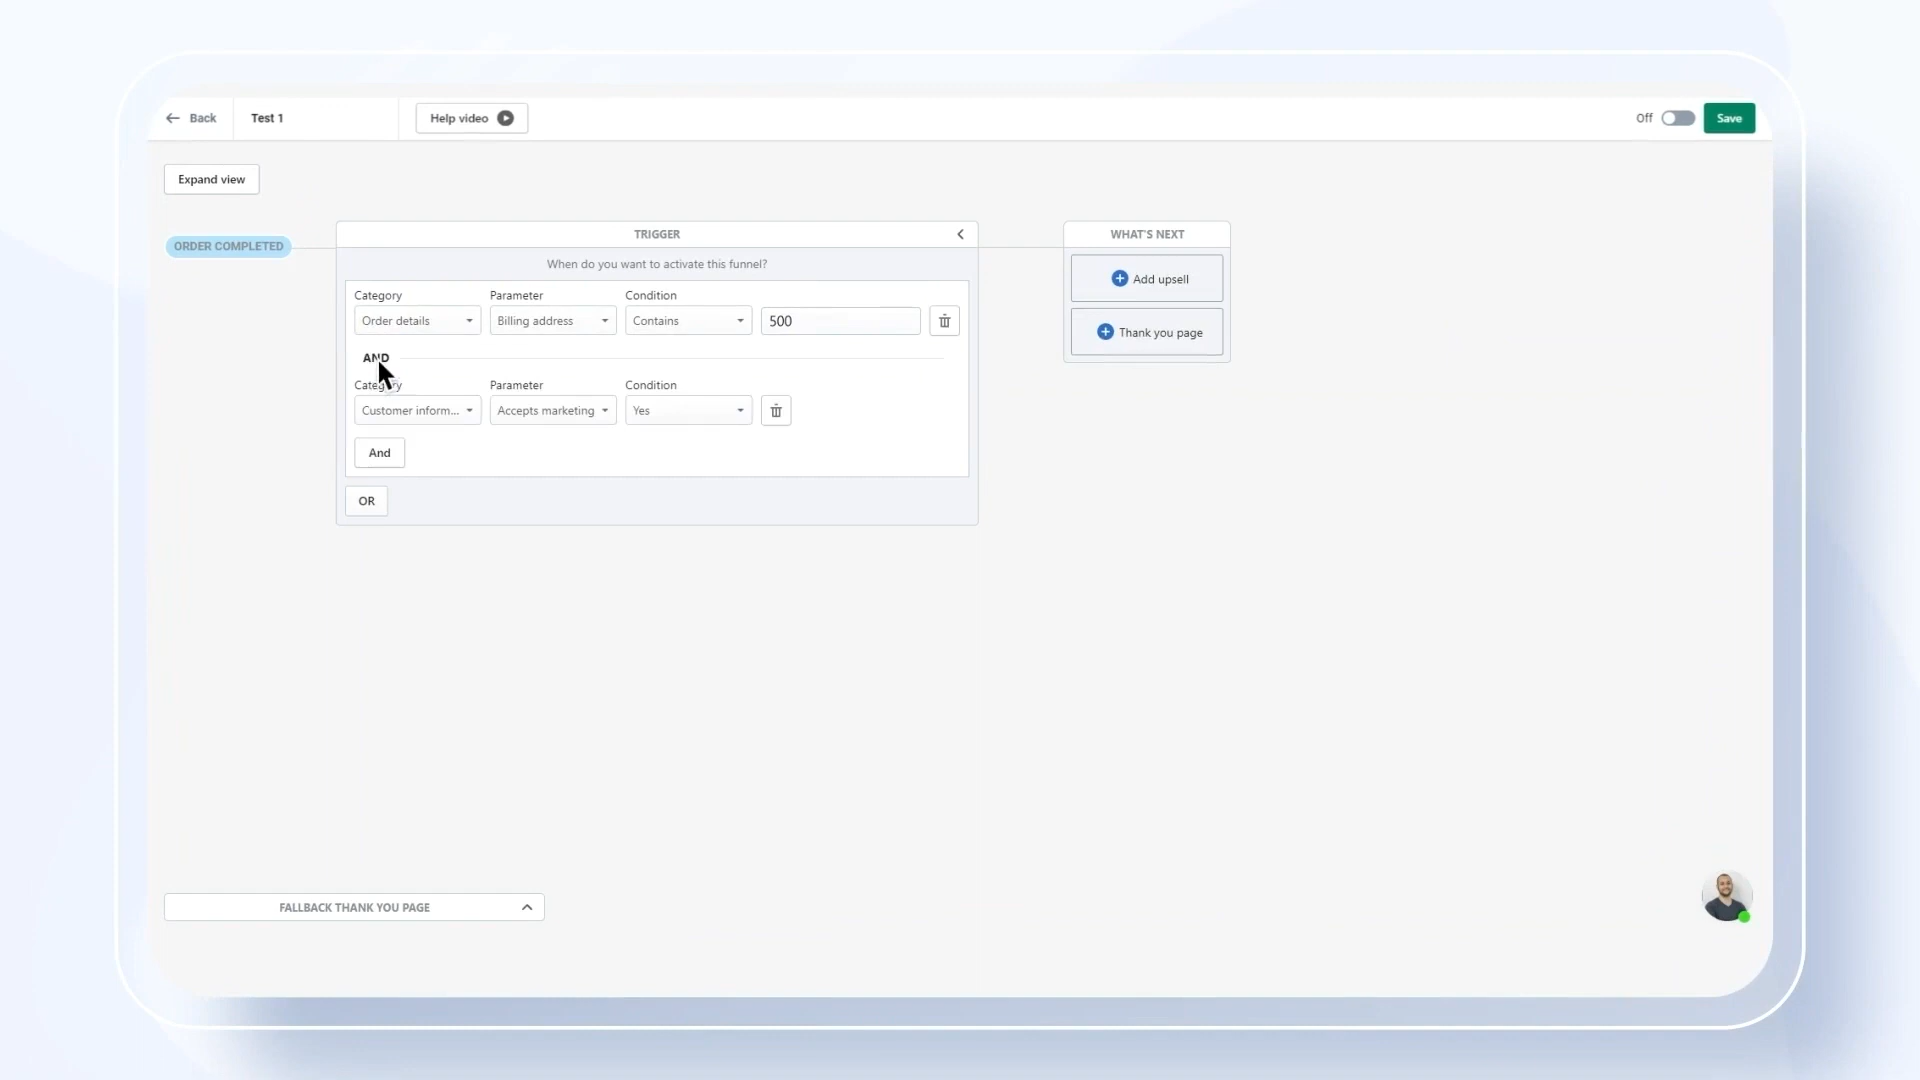 Back
Test 1
Help video
Off
Save
Expand view
ORDER COMPLETED
TRIGGER
When do you want to activate this funnel?
Category Parameter Condition
Order details Billing address Contains 500
AND
Category Parameter Condition
Customer inform... Accepts marketing Yes
And
OR
WHAT'S NEXT
Add upsell
Thank you page
FALLBACK THANK YOU PAGE